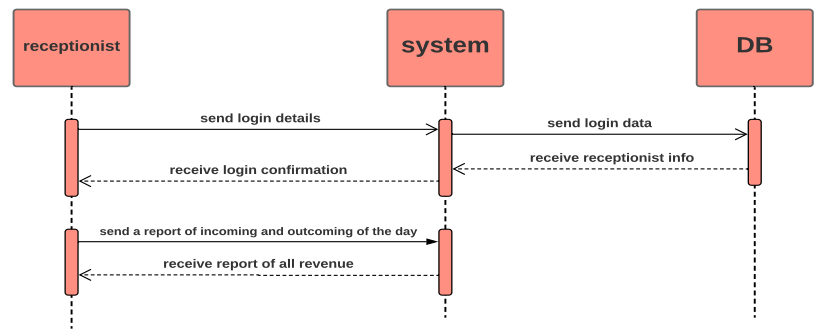 receptionist
system
DB
send login details
send login data
receive receptionist info
receive login confirmation
send a report of incoming and outcoming of the day
receive report of all revenue